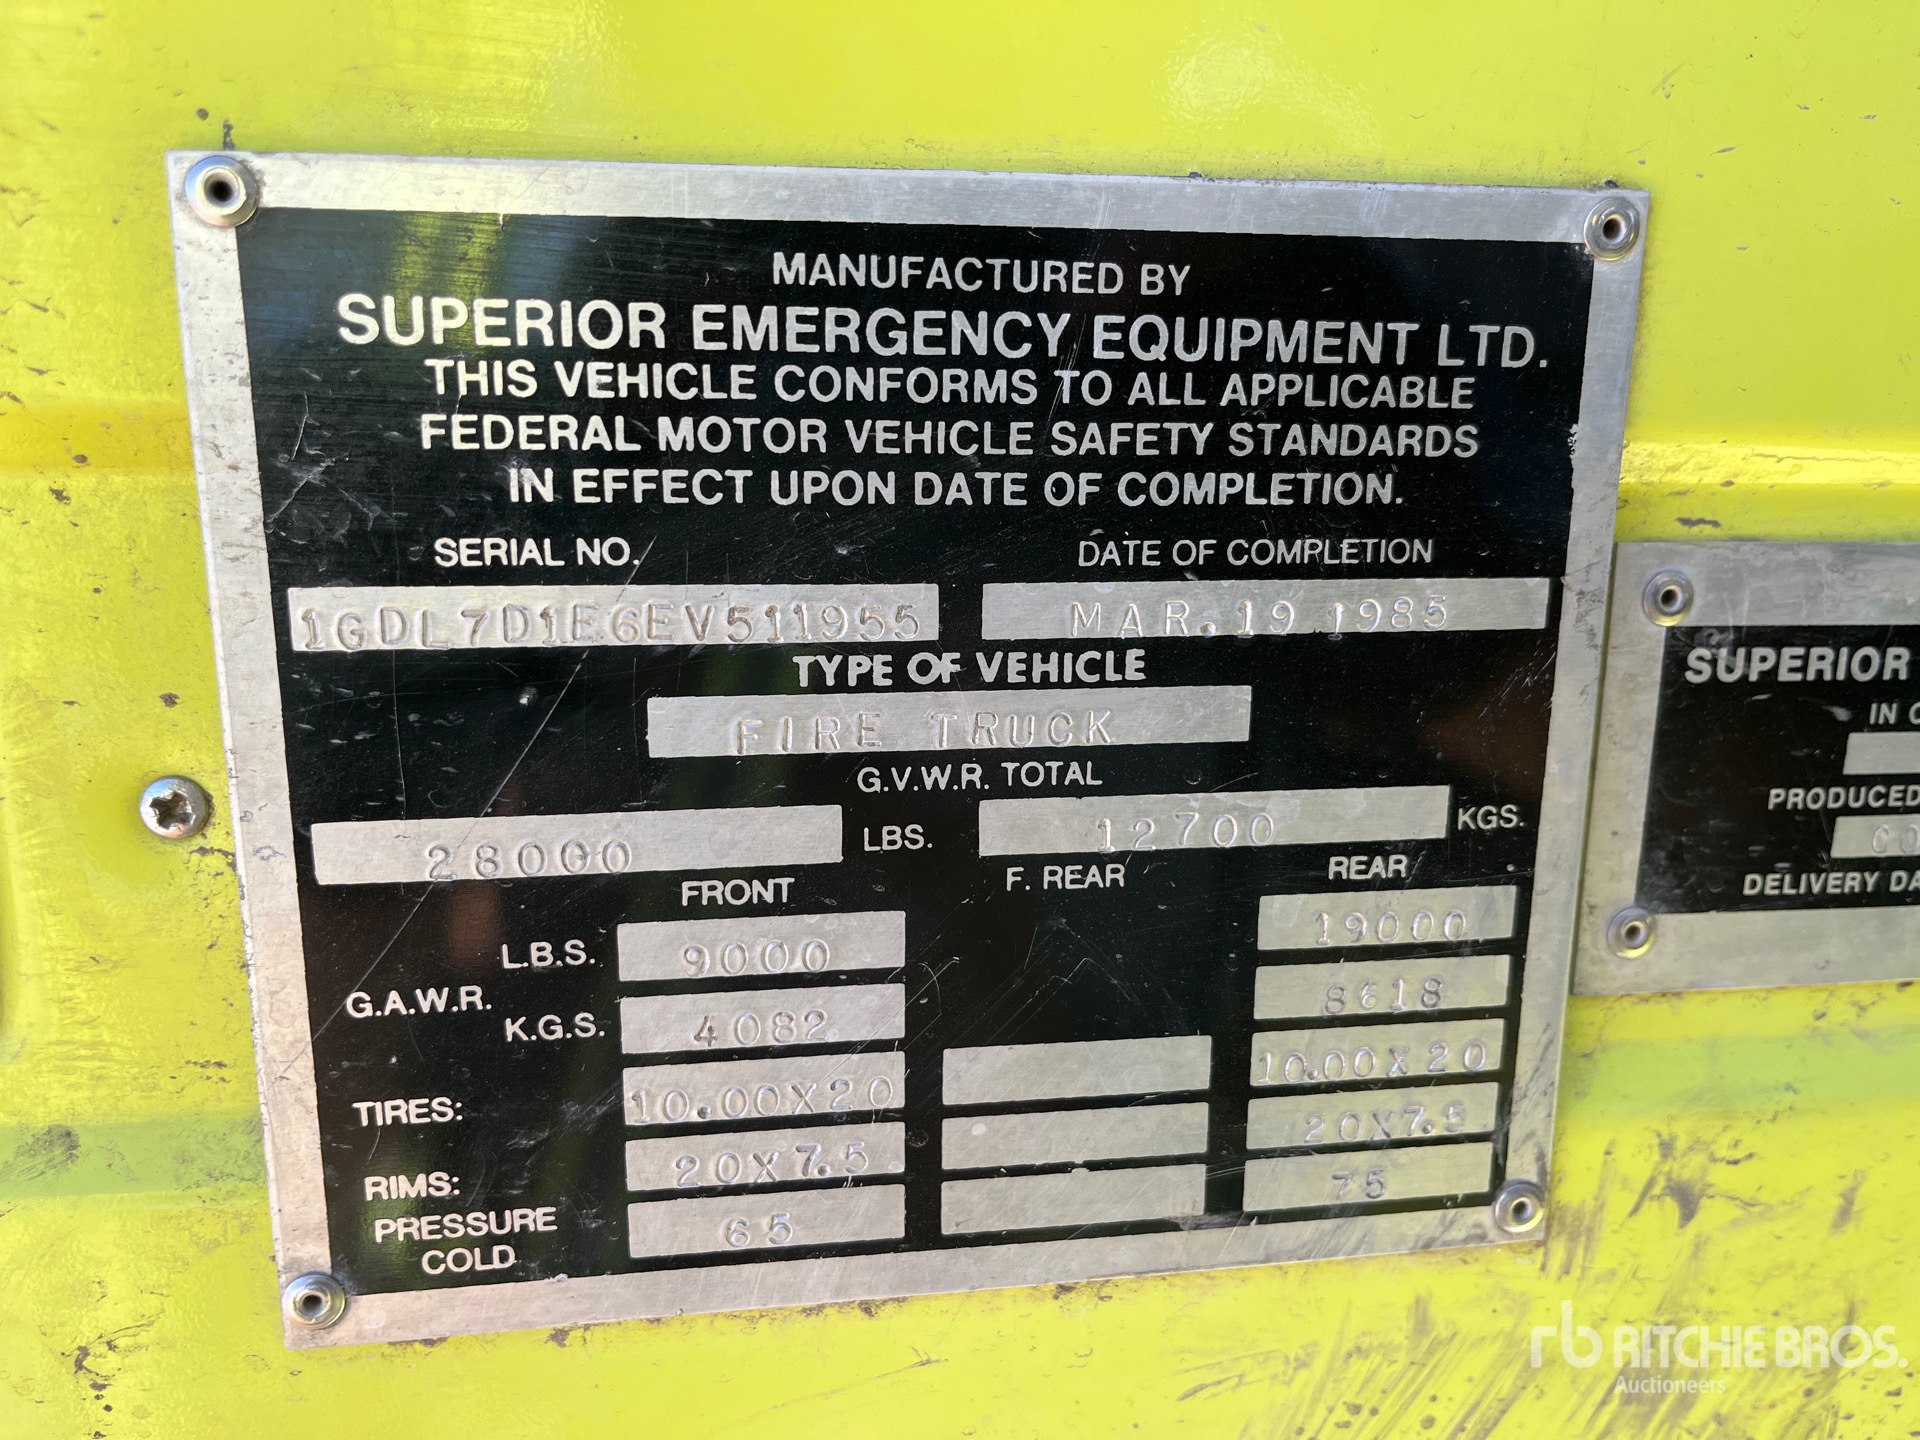 MANUFACTURED BY
SUPERIOR EMERGENCY EQUIPMENT LTD.
THIS VEHICLE CONFORMS TO ALL APPLICABLE
FEDERAL MOTOR VEHICLE SAFETY STANDARDS
IN EFFECT UPON DATE OF COMPLETION.
SERIAL NO. DATE OF COMPLETION
1GDL7D1E6EV511955 MAR. 19 1985
TYPE OF VEHICLE
FIRE TRUCK
G.V.W.R. TOTAL
28000 LBS. 12700 KGS.
FRONT F. REAR REAR
G.A.W.R. L.B.S. 9000 19000
K.G.S. 4082 8618
TIRES: 10.00X20 10.00X20
RIMS: 20X7.5 20X7.5
PRESSURE
COLD. 65 75
SUPERIOR
IN
PRODUCED
DELIVERY
rb RITCHIE BROS.
Auctioneers